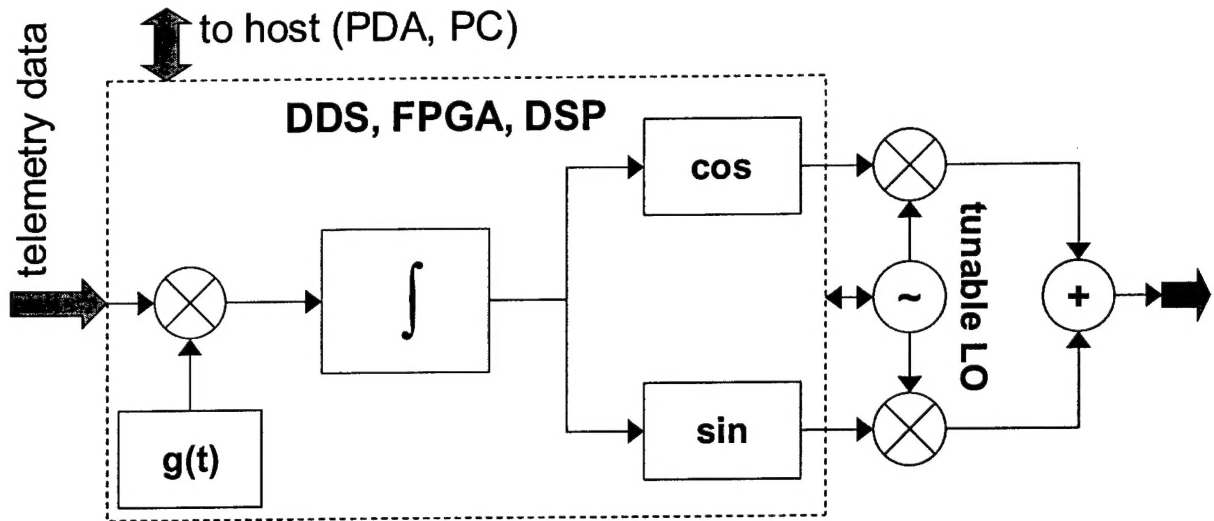 to host (PDA, PC)
telemetry data
DDS, FPGA, DSP
cos
tunable LO
∫
~
+
sin
g(t)